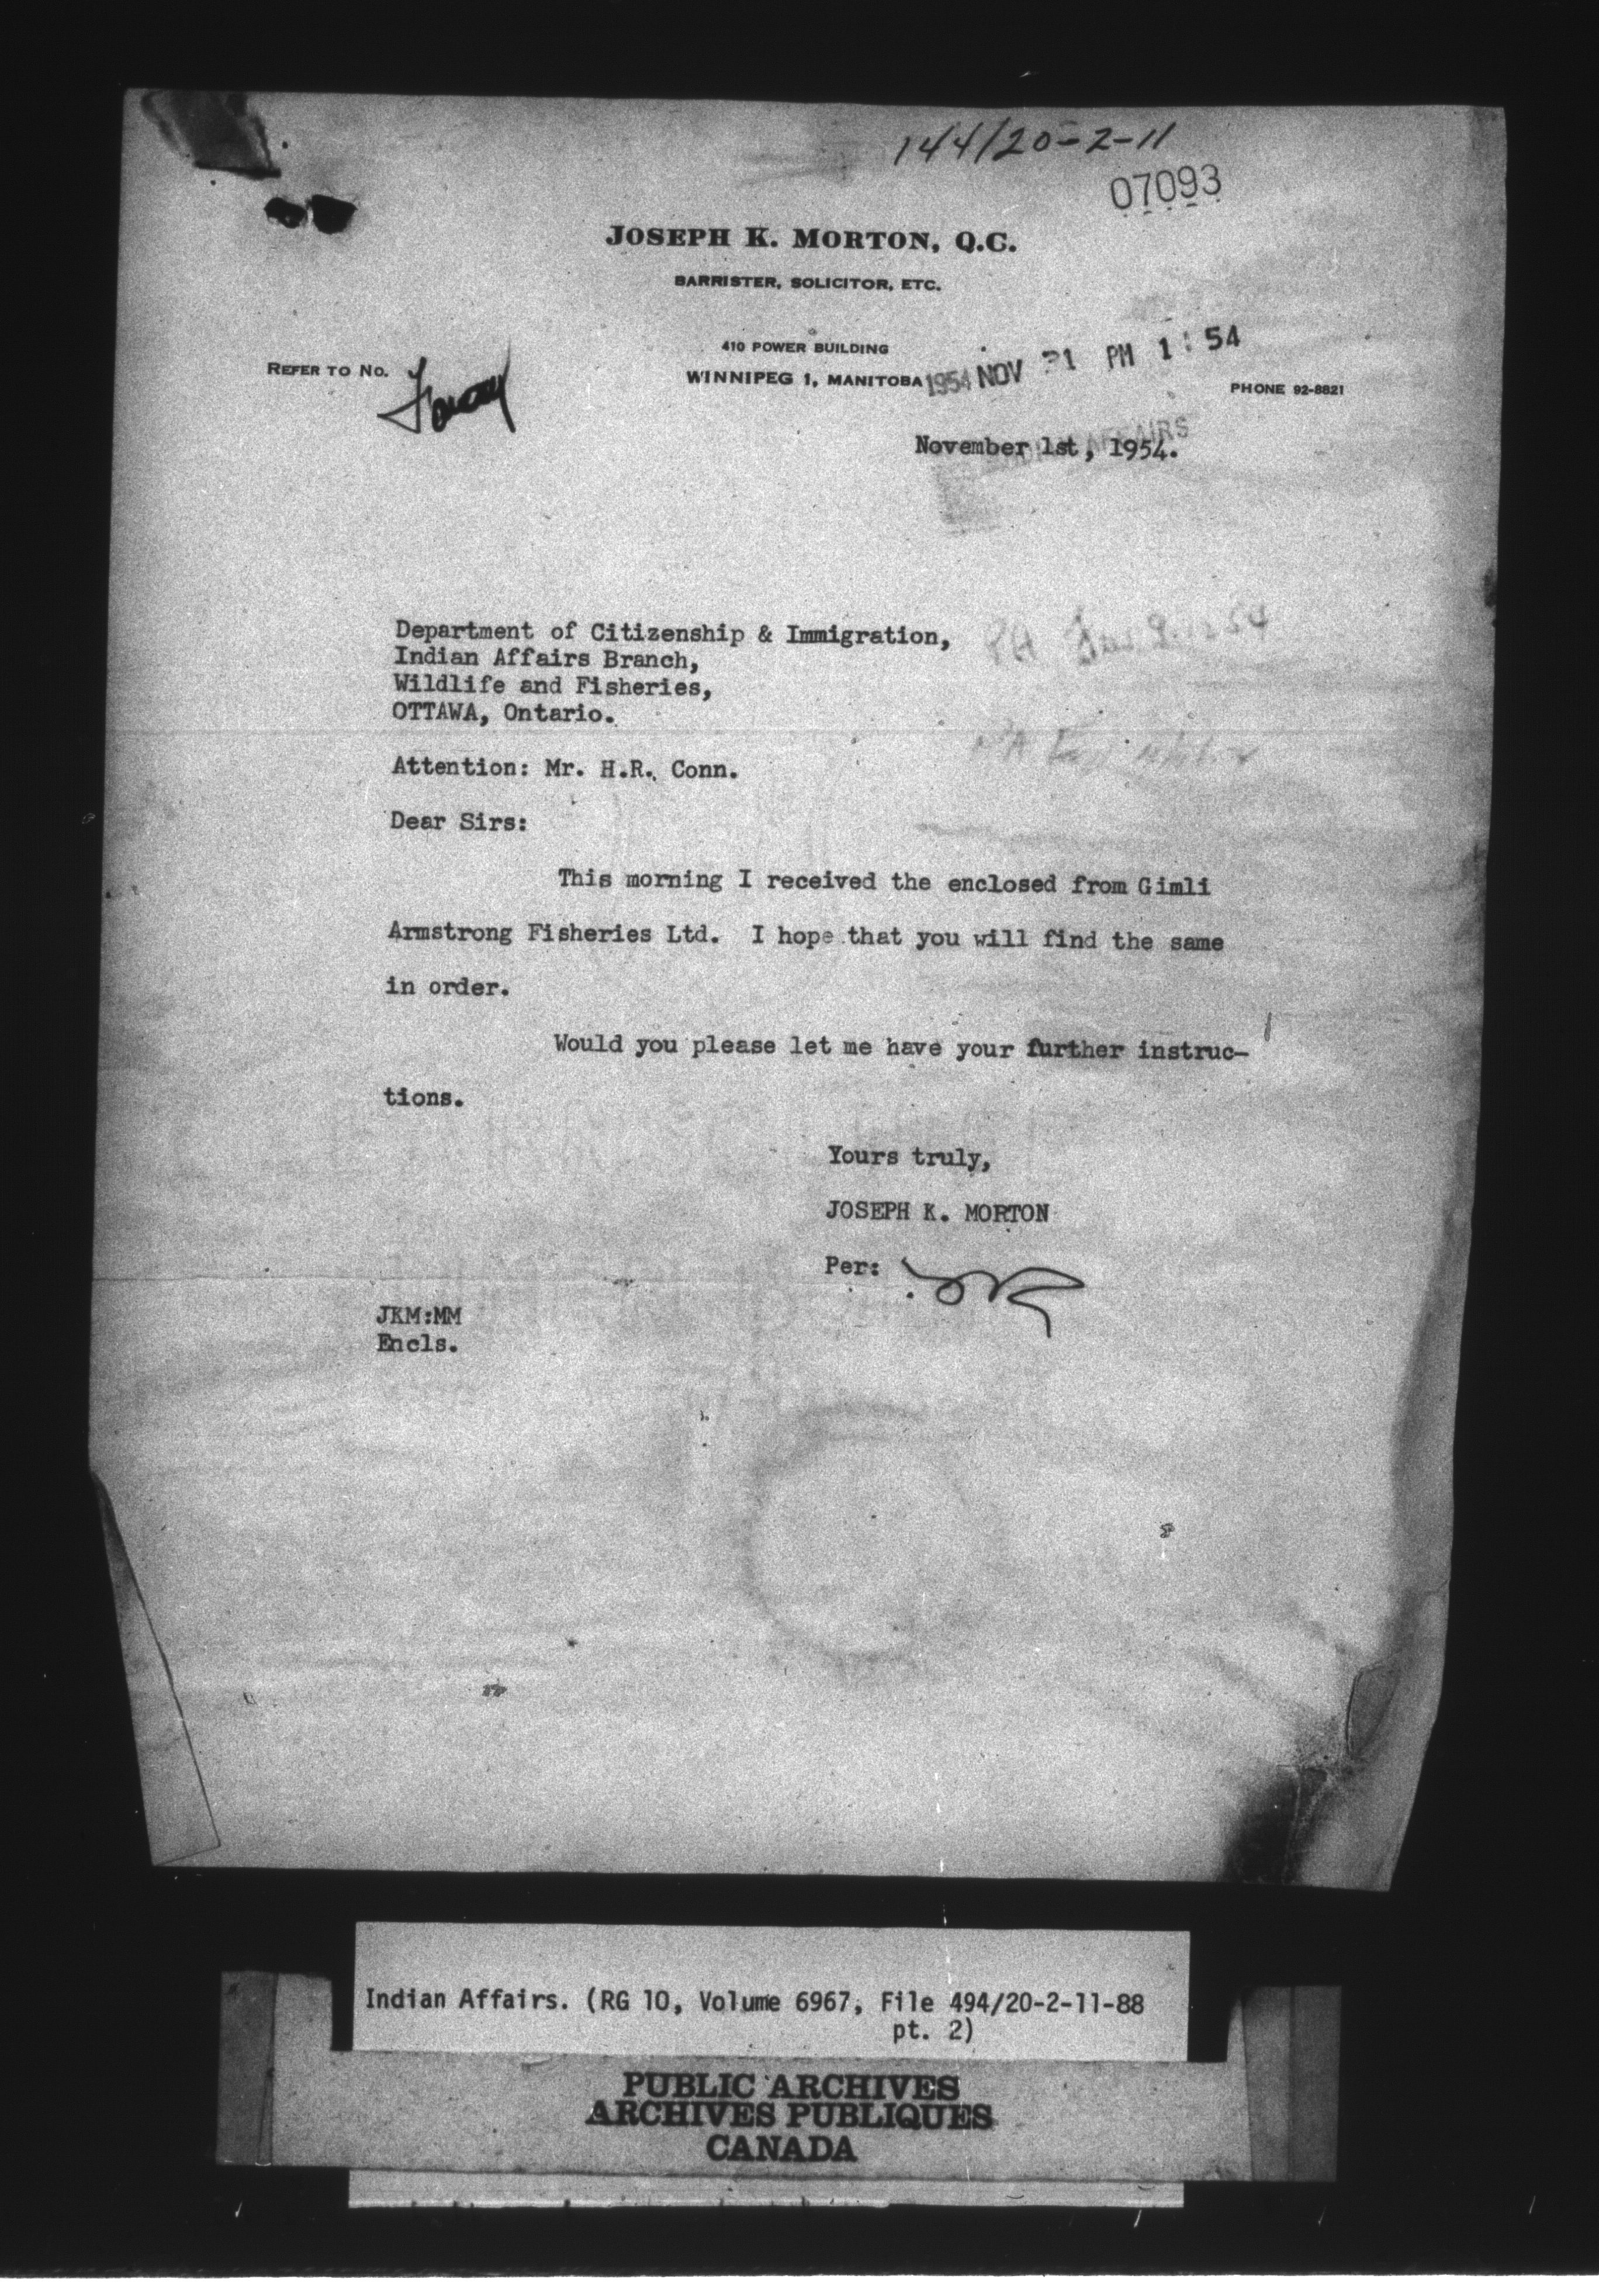 144/20-2-11
07093
JOSEPH K. MORTON, Q.C.
BARRISTER, SOLICITOR, ETC.
410 POWER BUILDING
WINNIPEG 1, MANITOBA
1954 NOV PM 1:54
REFER TO NO.
PHONE 92-8821
AFFAIRS
November 1st, 1954.
Department of Citizenship & Immigration,
Indian Affairs Branch,
Wildlife and Fisheries,
OTTAWA, Ontario.
Attention: Mr. H.R. Conn.
Dear Sirs:
This morning I received the enclosed from Gimli
Armstrong Fisheries Ltd. I hope that you will find the same
in order.
Would you please let me have your further instruc-
tions.
Yours truly,
JOSEPH K. MORTON
Per:
JKM:MM
Encls.
Indian Affairs. (RG 10, Volume 6967, File 494/20-2-11-88
pt. 2)
PUBLIC ARCHIVES
ARCHIVES PUBLIQUES
CANADA